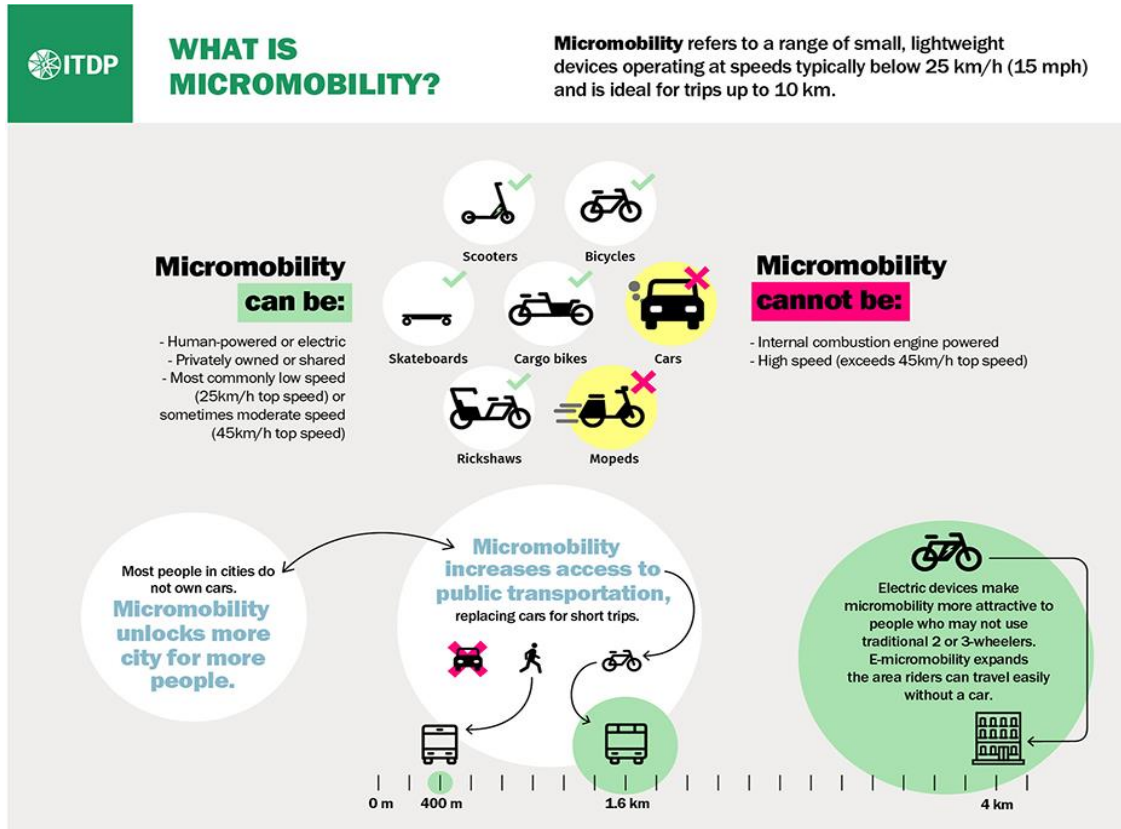 ITDP
WHAT IS
MICROMOBILITY?
Micromobility refers to a range of small, lightweight
devices operating at speeds typically below 25 km/h (15 mph)
and is ideal for trips up to 10 km.
Scooters
Bicycles
Micromobility
can be:
- Human-powered or electric
- Privately owned or shared
- Most commonly low speed
(25km/h top speed) or
sometimes moderate speed
(45km/h top speed)
Skateboards
Cargo bikes
Cars
Rickshaws
Mopeds
Micromobility
cannot be:
- Internal combustion engine powered
- High speed (exceeds 45km/h top speed)
Most people in cities do
not own cars.
Micromobility
unlocks more
city for more
people.
Micromobility
increases access to
public transportation,
replacing cars for short trips.
Electric devices make
micromobility more attractive to
people who may not use
traditional 2 or 3-wheelers.
E-micromobility expands
the area riders can travel easily
without a car.
0 m
400 m
1.6 km
4 km